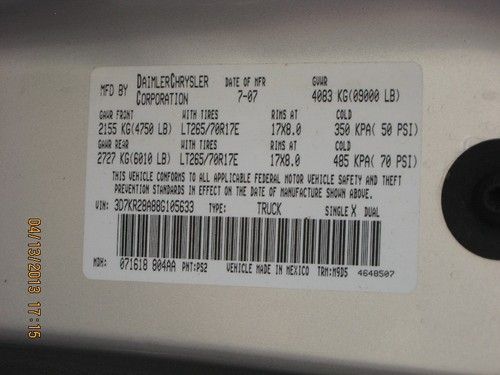 MFD BY DAIMLERCHRYSLER CORPORATION DATE OF MFR 7-07 GVWR 4083 KG(09000 LB)
GAWR FRONT WITH TIRES RIMS AT COLD
2155 KG(4750 LB) LT265/70R17E 17X8.0 350 KPA( 50 PSI)
GAWR REAR WITH TIRES RIMS AT COLD
2727 KG(6010 LB) LT265/70R17E 17X8.0 485 KPA( 70 PSI)
THIS VEHICLE CONFORMS TO ALL APPLICABLE FEDERAL MOTOR VEHICLE SAFETY AND THEFT
PREVENTION STANDARDS IN EFFECT ON THE DATE OF MANUFACTURE SHOWN ABOVE.
VIN: 3D7KR28A88G105633 TYPE: TRUCK SINGLE X DUAL
MDH: 071618 804AA PNT:PS2 VEHICLE MADE IN MEXICO TRM:M9D5 4648507
04/13/2013 17:15